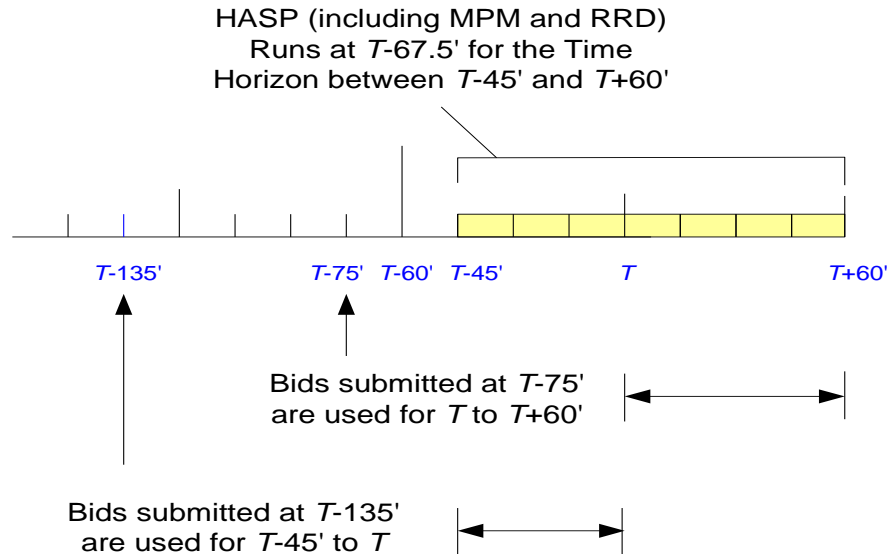 HASP (including MPM and RRD)
Runs at T-67.5' for the Time
Horizon between T-45' and T+60'
T-135'
T-75'
T-60'
T-45'
T
T+60'
Bids submitted at T-75'
are used for T to T+60'
Bids submitted at T-135'
are used for T-45' to T